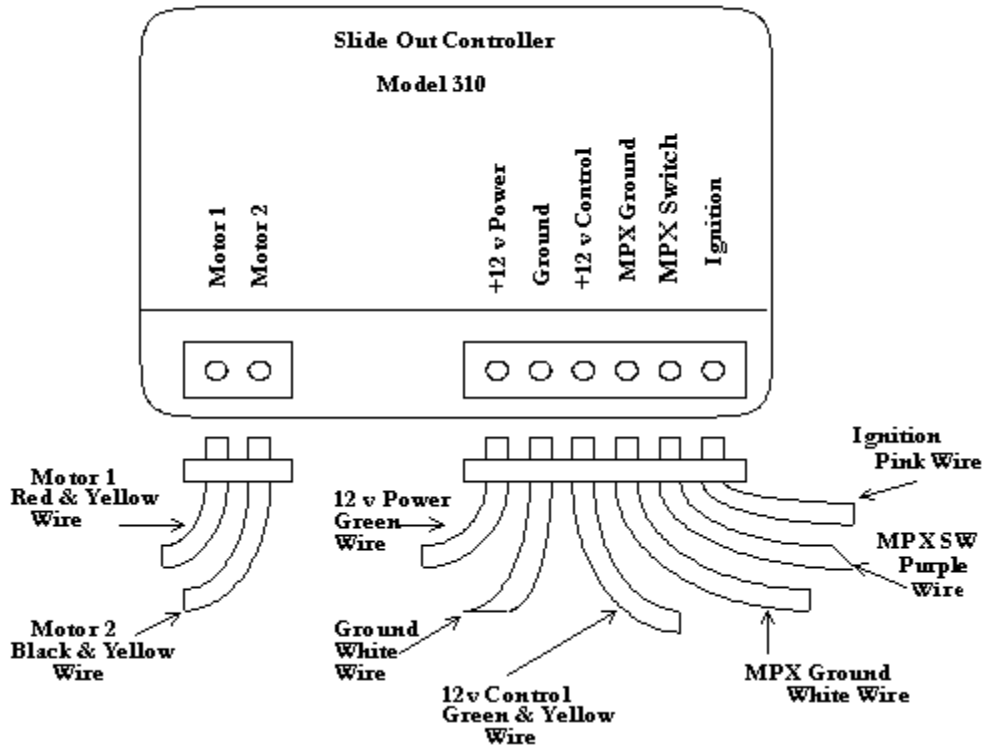 Slide Out Controller
Model 310
Motor 1
Motor 2
+12 v Power
Ground
+12 v Control
MPX Ground
MPX Switch
Ignition
Motor 1
Red & Yellow
Wire
Motor 2
Black & Yellow
Wire
12 v Power
Green
Wire
Ground
White
Wire
12v Control
Green & Yellow
Wire
MPX Ground
White Wire
MPX SW
Purple
Wire
Ignition
Pink Wire